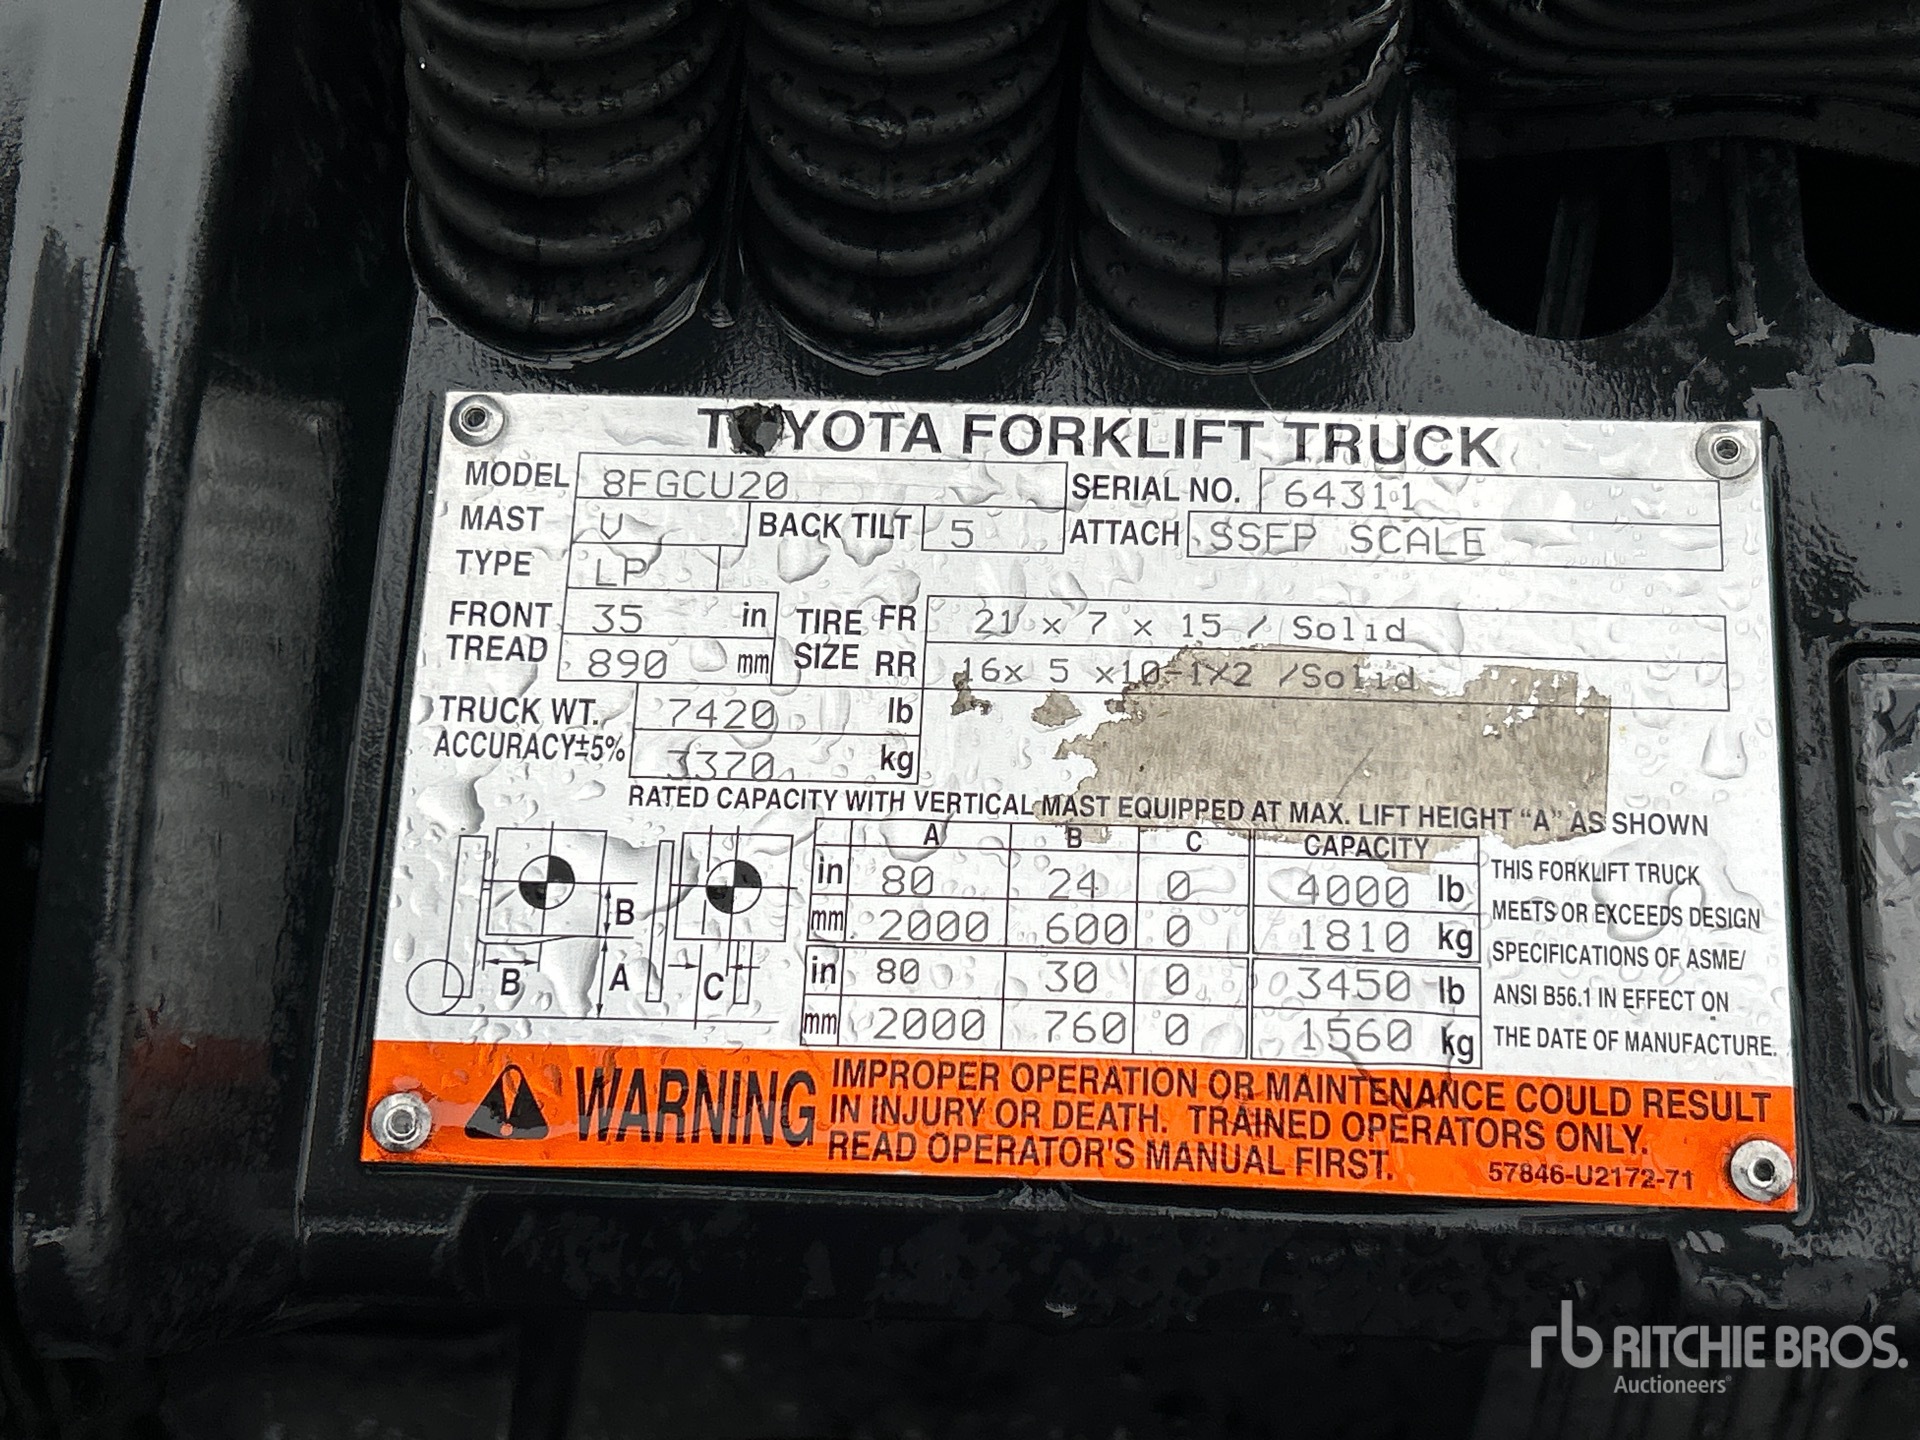 TOYOTA FORKLIFT TRUCK
MODEL 8FGCU20 SERIAL NO. 64311
MAST V BACK TILT 5 ATTACH SSFP SCALE
TYPE LP
FRONT TREAD 35 in TIRE SIZE FR 21 x 7 x 15 / Solid
890 mm RR 16x 5 x10-1/2 /Solid
TRUCK WT. 7420 lb
ACCURACY±5% 3370 kg
RATED CAPACITY WITH VERTICAL MAST EQUIPPED AT MAX. LIFT HEIGHT "A" AS SHOWN
A B C CAPACITY
in 80 24 0 4000 lb
mm 2000 600 0 1810 kg
in 80 30 0 3450 lb
mm 2000 760 0 1560 kg
B
B A C
THIS FORKLIFT TRUCK
MEETS OR EXCEEDS DESIGN
SPECIFICATIONS OF ASME/
ANSI B56.1 IN EFFECT ON
THE DATE OF MANUFACTURE.
WARNING
IMPROPER OPERATION OR MAINTENANCE COULD RESULT
IN INJURY OR DEATH. TRAINED OPERATORS ONLY.
READ OPERATOR'S MANUAL FIRST.
57846-U2172-71
rb RITCHIE BROS.
Auctioneers